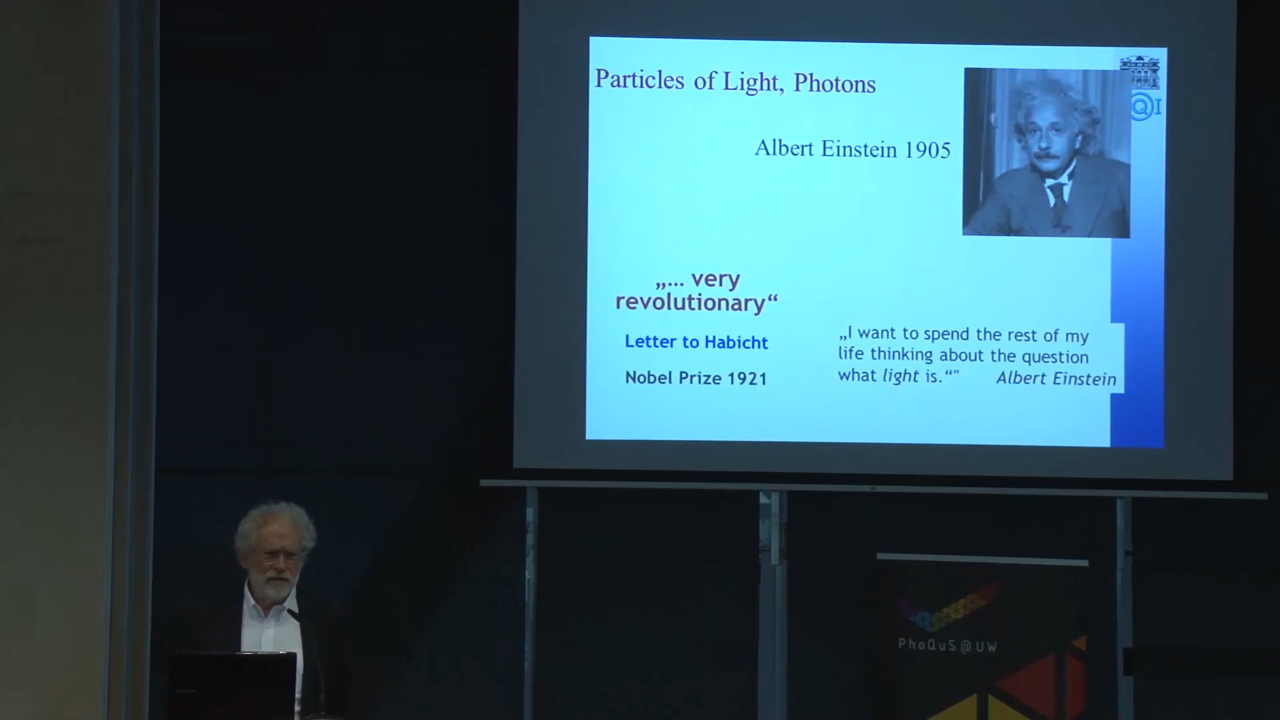 Particles of Light, Photons
Albert Einstein 1905
@I
„... very
revolutionary“
Letter to Habicht
Nobel Prize 1921
„I want to spend the rest of my
life thinking about the question
what light is.“"
Albert Einstein
PhoQuS@UW